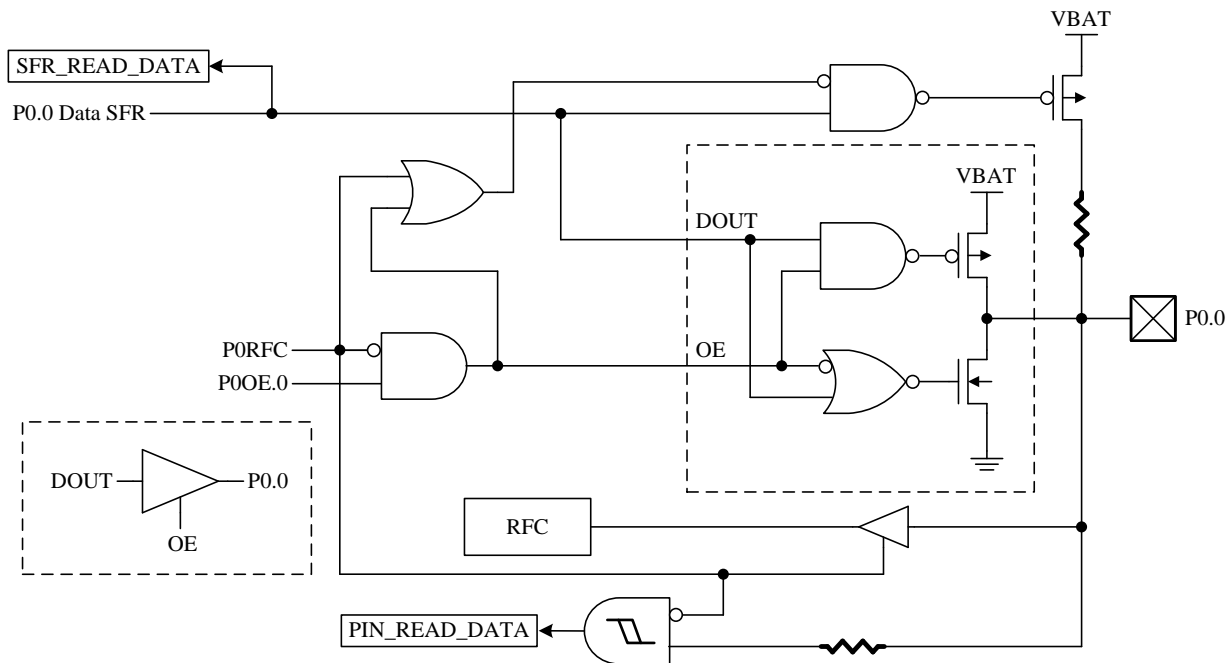 VBAT
SFR_READ_DATA
P0.0 Data SFR
VBAT
DOUT
P0.0
P0RFC
OE
P0OE.0
DOUT
P0.0
OE
RFC
PIN_READ_DATA